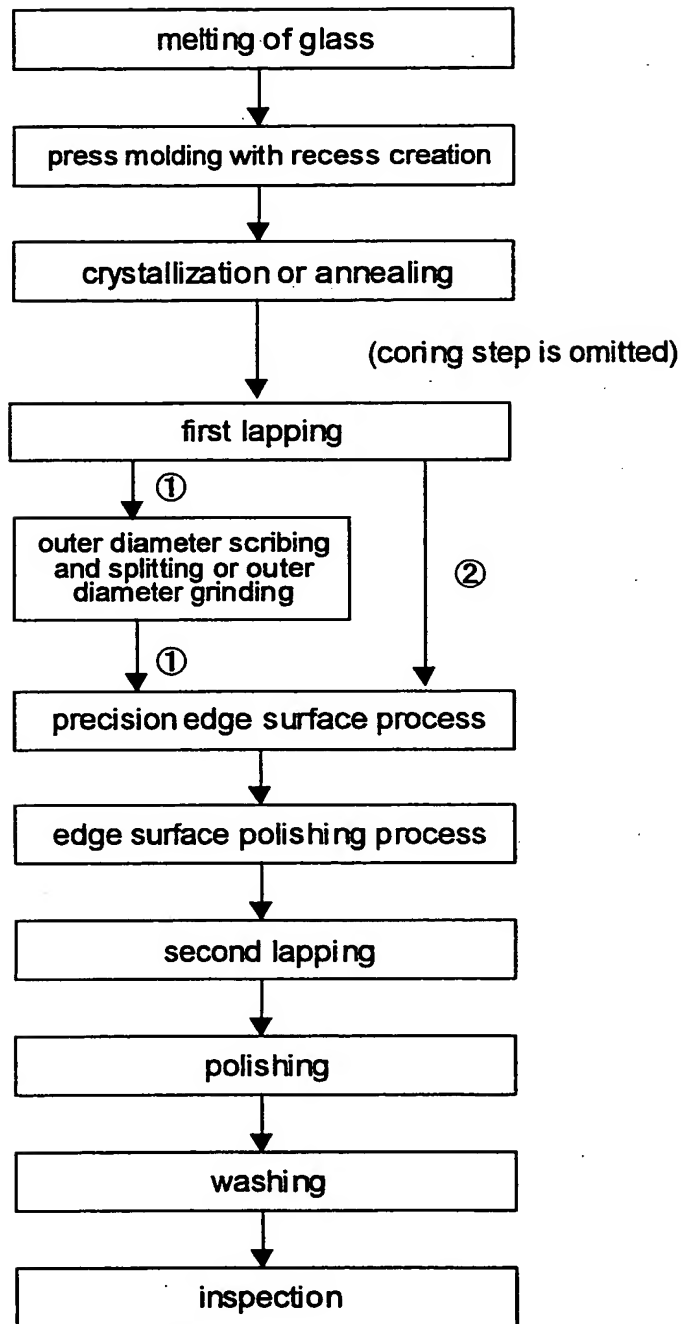 melting of glass
press molding with recess creation
crystallization or annealing
(coring step is omitted)
first lapping
①
outer diameter scribing
and splitting or outer
diameter grinding
②
①
precision edge surface process
edge surface polishing process
second lapping
polishing
washing
inspection